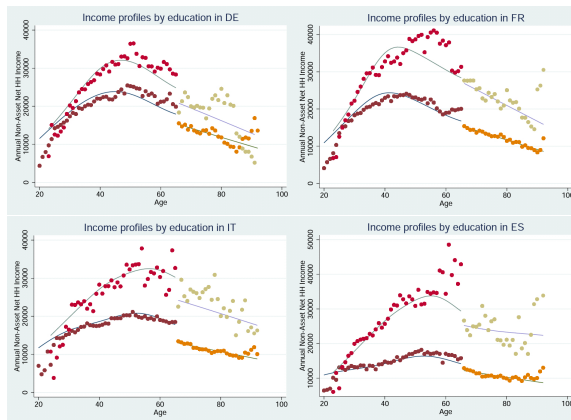 Income profiles by education in DE
Annual Non-Asset Net HH Income
40000
30000
20000
10000
0
20 40 60 80 100
Age
Income profiles by education in FR
Annual Non-Asset Net HH Income
40000
30000
20000
10000
0
20 40 60 80 100
Age
Income profiles by education in IT
Annual Non-Asset Net HH Income
40000
30000
20000
10000
0
20 40 60 80 100
Age
Income profiles by education in ES
Annual Non-Asset Net HH Income
50000
40000
30000
20000
10000
20 40 60 80 100
Age